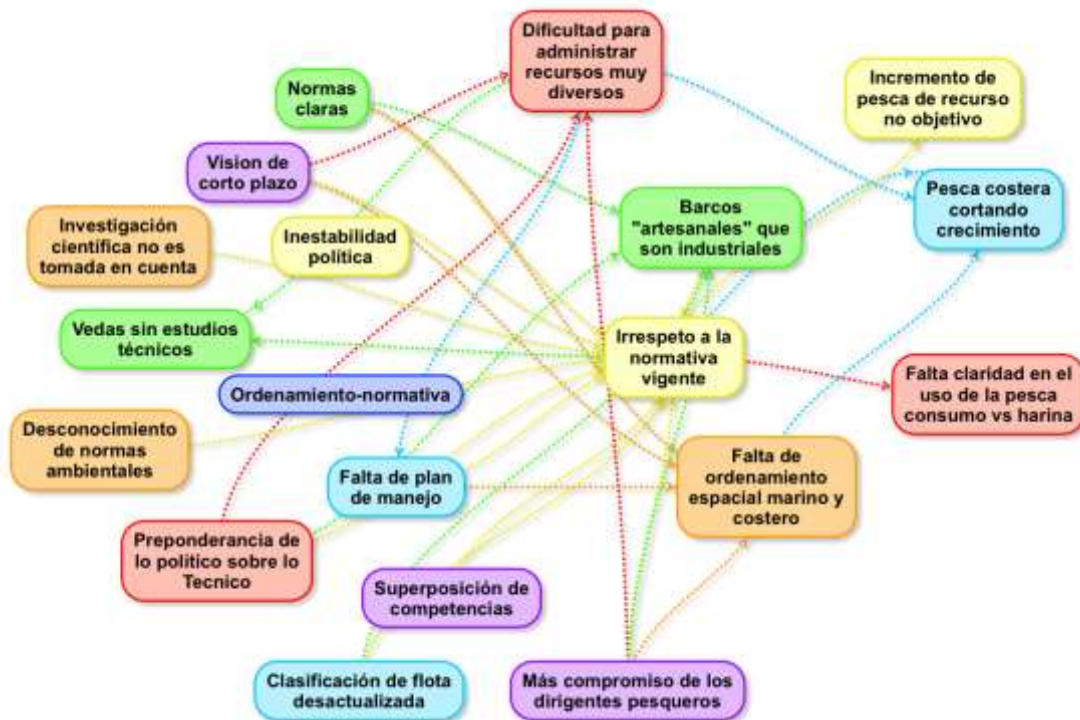 Dificultad para
administrar
recursos muy
diversos
Normas
claras
Incremento de
pesca de recurso
no objetivo
Vision de
corto plazo
Pesca costera
cortando
crecimiento
Investigación
científica no es
tomada en cuenta
Inestabilidad
política
Barcos
"artesanales" que
son industriales
Vedas sin estudios
técnicos
Irrespeto a la
normativa
vigente
Ordenamiento-normativa
Falta claridad en el
uso de la pesca
consumo vs harina
Desconocimiento
de normas
ambientales
Falta de plan
de manejo
Falta de
ordenamiento
espacial marino y
costero
Preponderancia de
lo politico sobre lo
Tecnico
Superposición de
competencias
Clasificación de flota
desactualizada
Más compromiso de los
dirigentes pesqueros